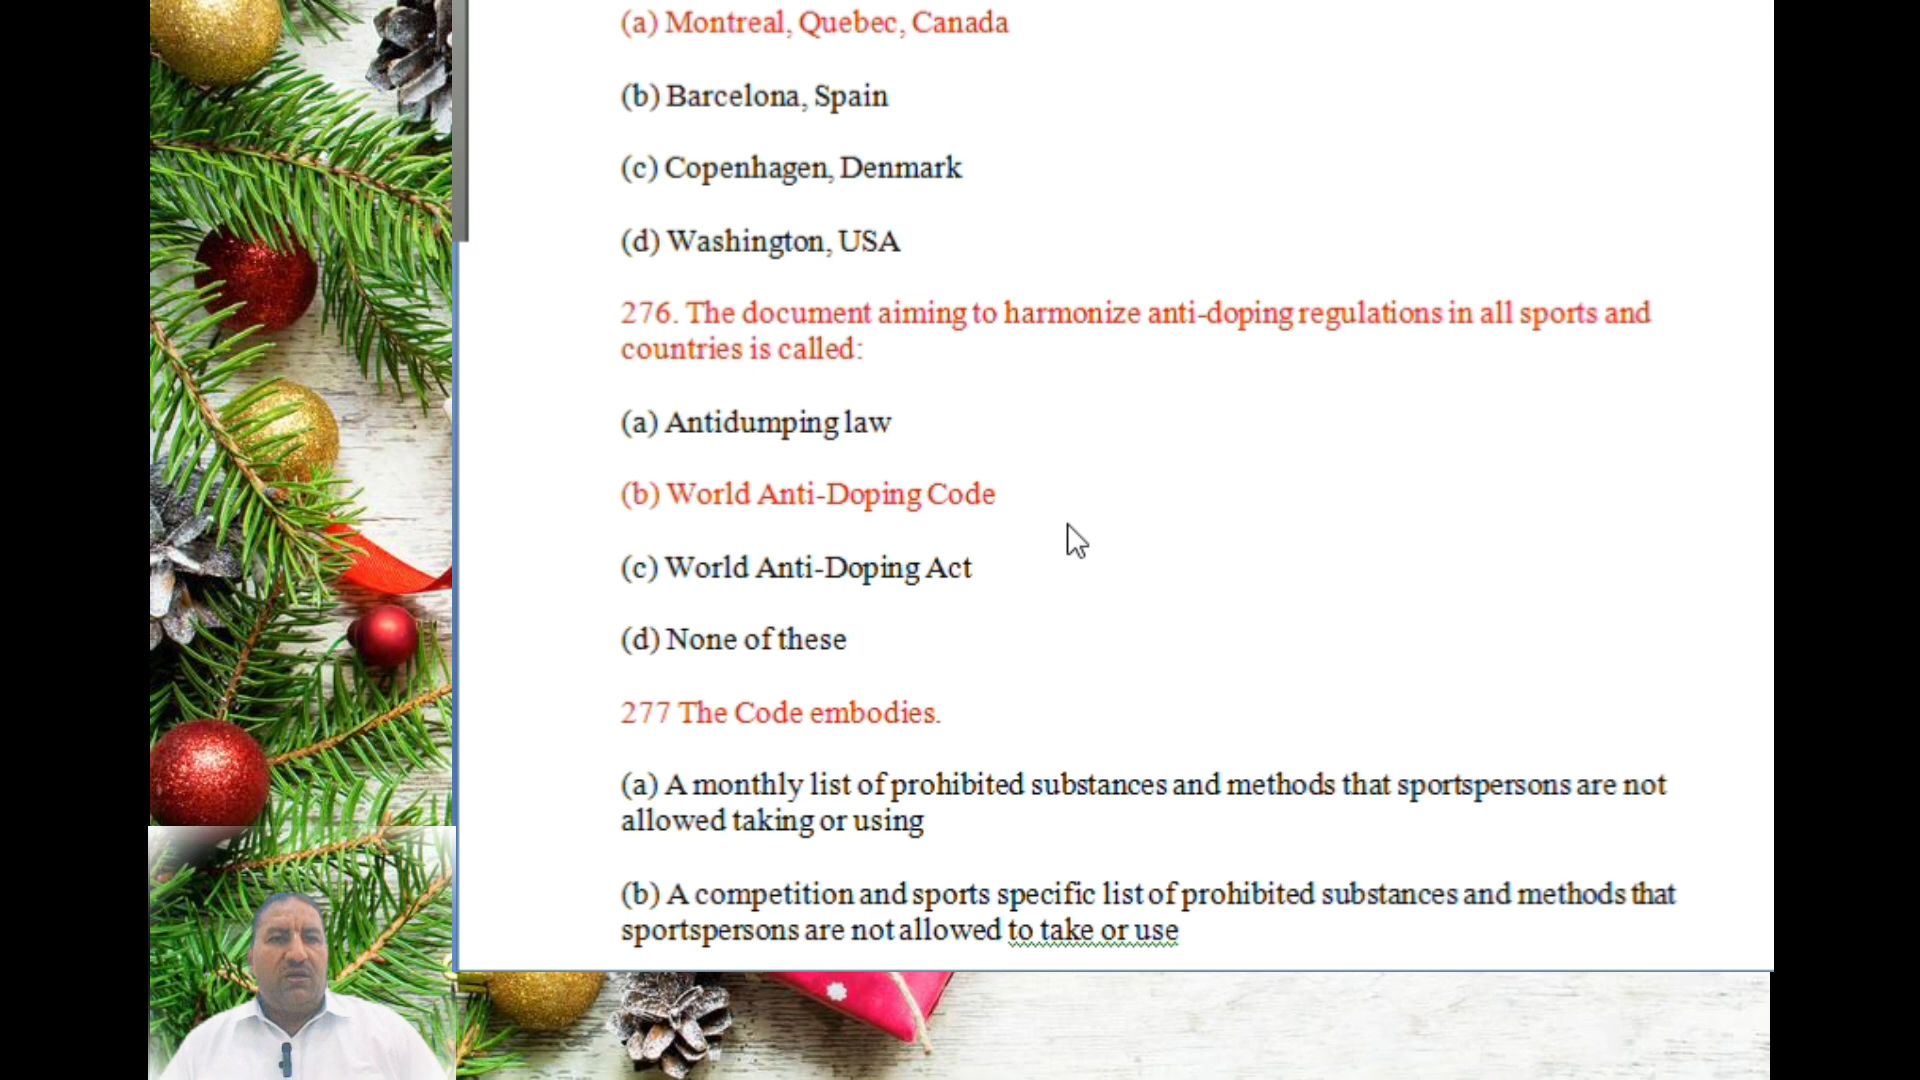 (a) Montreal, Quebec, Canada
(b) Barcelona, Spain
(c) Copenhagen, Denmark
(d) Washington, USA
276. The document aiming to harmonize anti-doping regulations in all sports and
countries is called:
(a) Antidumping law
(b) World Anti-Doping Code
(c) World Anti-Doping Act
(d) None of these
277 The Code embodies.
(a) A monthly list of prohibited substances and methods that sportspersons are not
allowed taking or using
(b) A competition and sports specific list of prohibited substances and methods that
sportspersons are not allowed to take or use